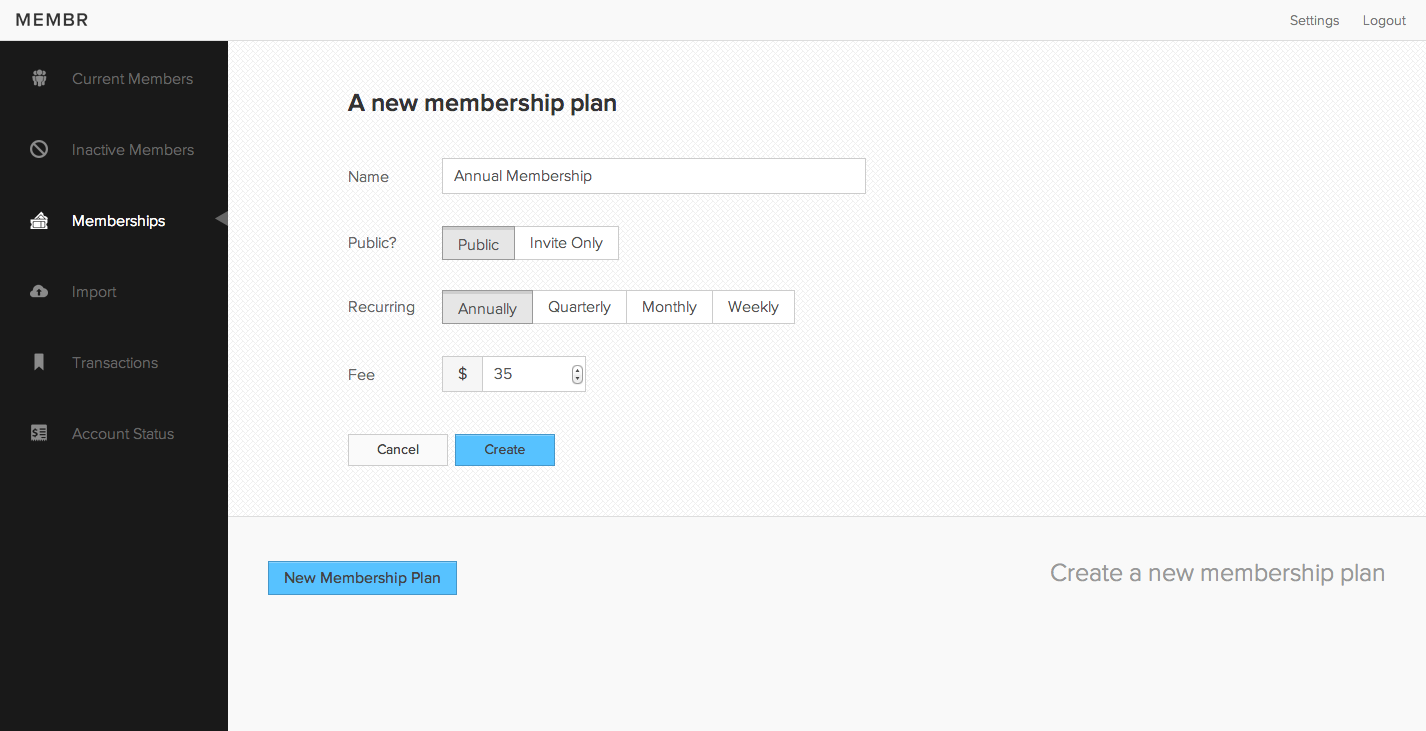 MEMBR
Settings
Logout
Current Members
Inactive Members
Memberships
Import
Transactions
Account Status
A new membership plan
Name
Annual Membership
Public?
Public
Invite Only
Recurring
Annually
Quarterly
Monthly
Weekly
Fee
$
35
Cancel
Create
New Membership Plan
Create a new membership plan